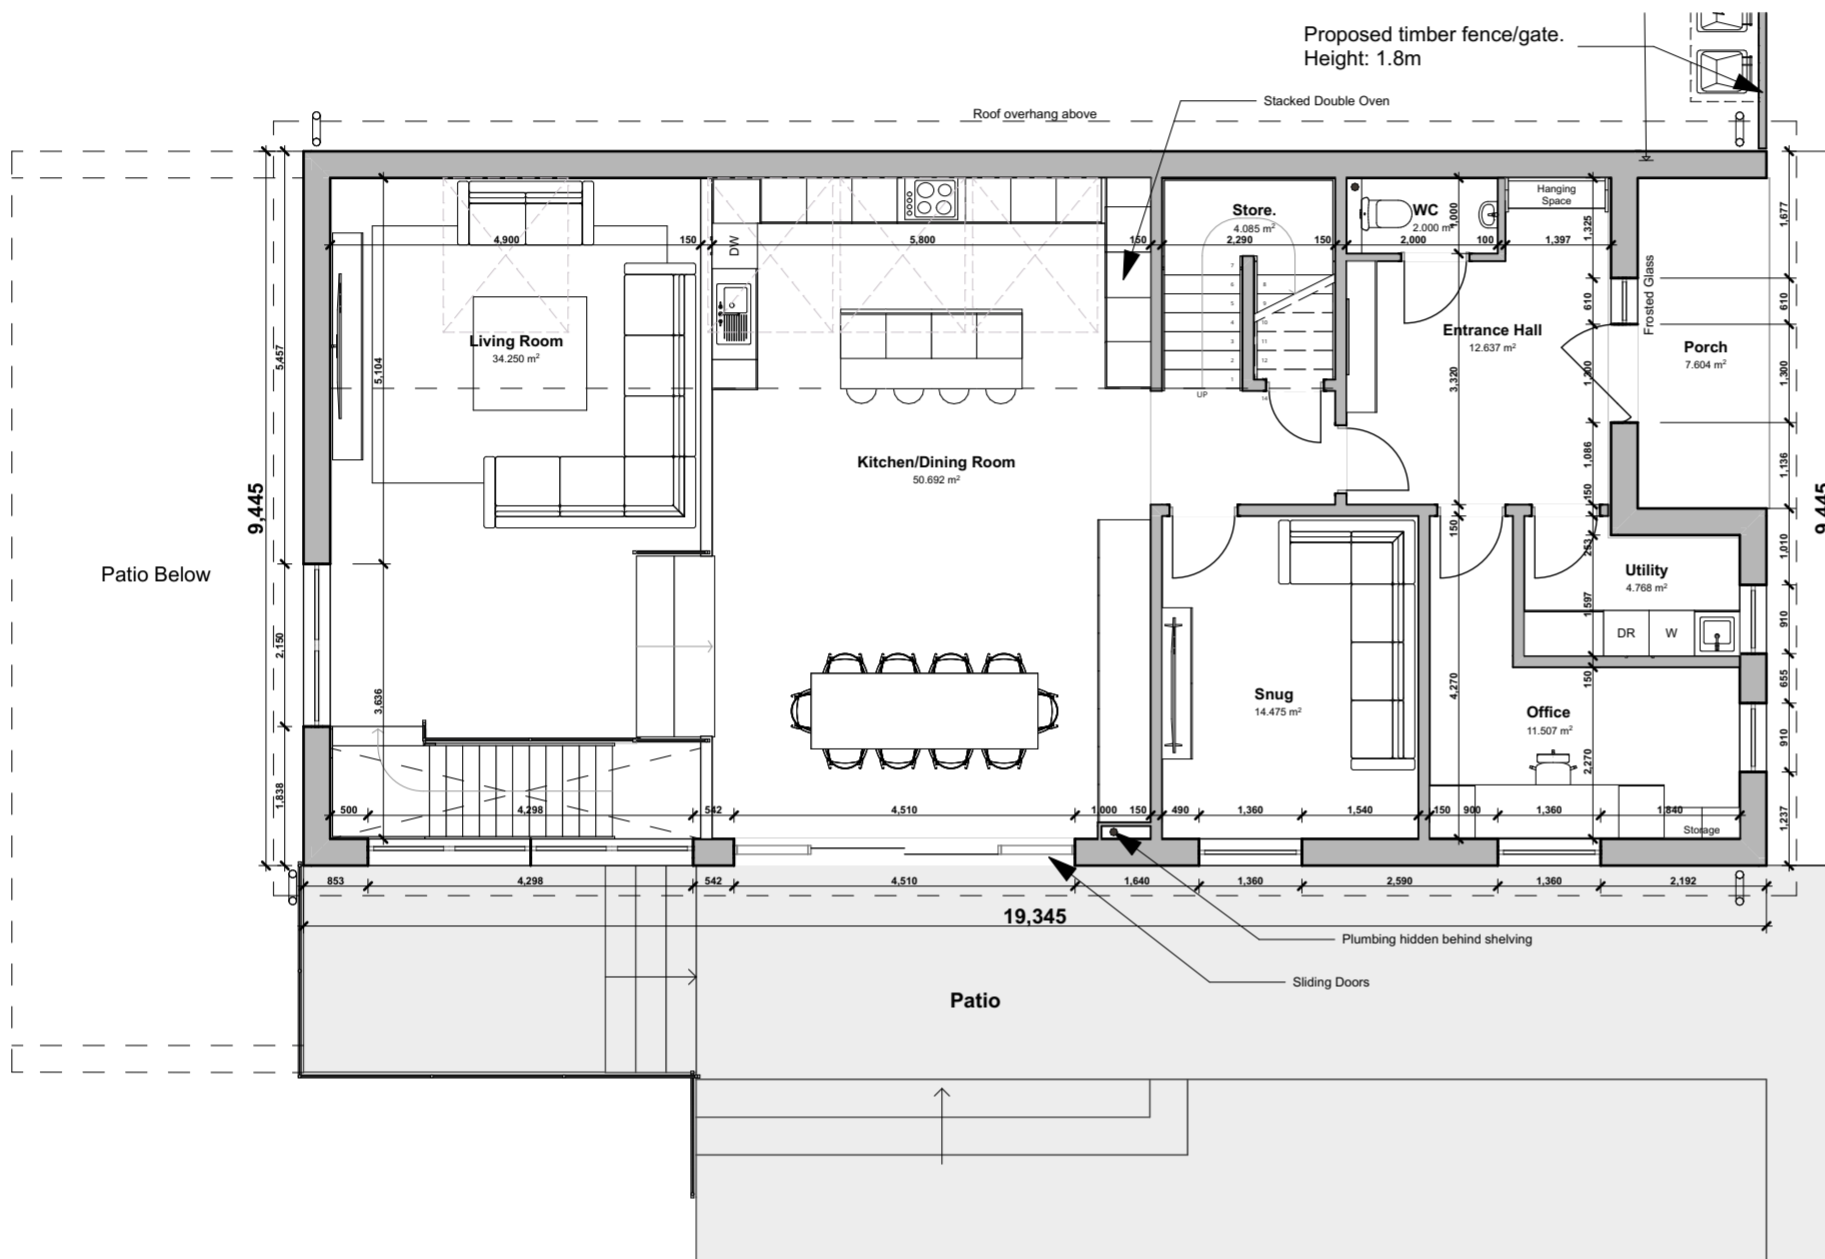 Proposed timber fence/gate.
Height: 1.8m
Stacked Double Oven
Roof overhang above
Hanging
Space
Store.
4.085 m²
WC
2.000 m²
1,000
1,325
1,677
4,900
150
DW
5,800
150
2,290
150
2,000
100
1,397
Frosted Glass
610
610
Living Room
34.250 m²
Entrance Hall
12.637 m²
Porch
7.604 m²
5,457
5,104
3,320
1,300
1,300
UP
Kitchen/Dining Room
50.692 m²
1,086
1,136
150
9,445
9,445
150
253
1,010
Patio Below
Utility
4.768 m²
1,597
910
DR
W
2,150
3,636
Snug
14.475 m²
4,270
150
655
Office
11.507 m²
2,270
910
1,838
500
4,298
542
4,510
1,000
150
490
1,360
1,540
150
900
1,360
1,840
1,237
Storage
853
4,298
542
4,510
1,640
1,360
2,590
1,360
2,192
19,345
Plumbing hidden behind shelving
Sliding Doors
Patio